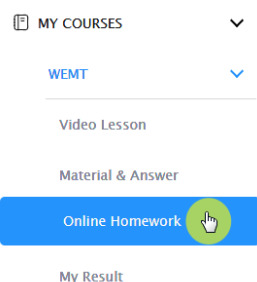 MY COURSES
WEMT
Video Lesson
Material & Answer
Online Homework
My Result